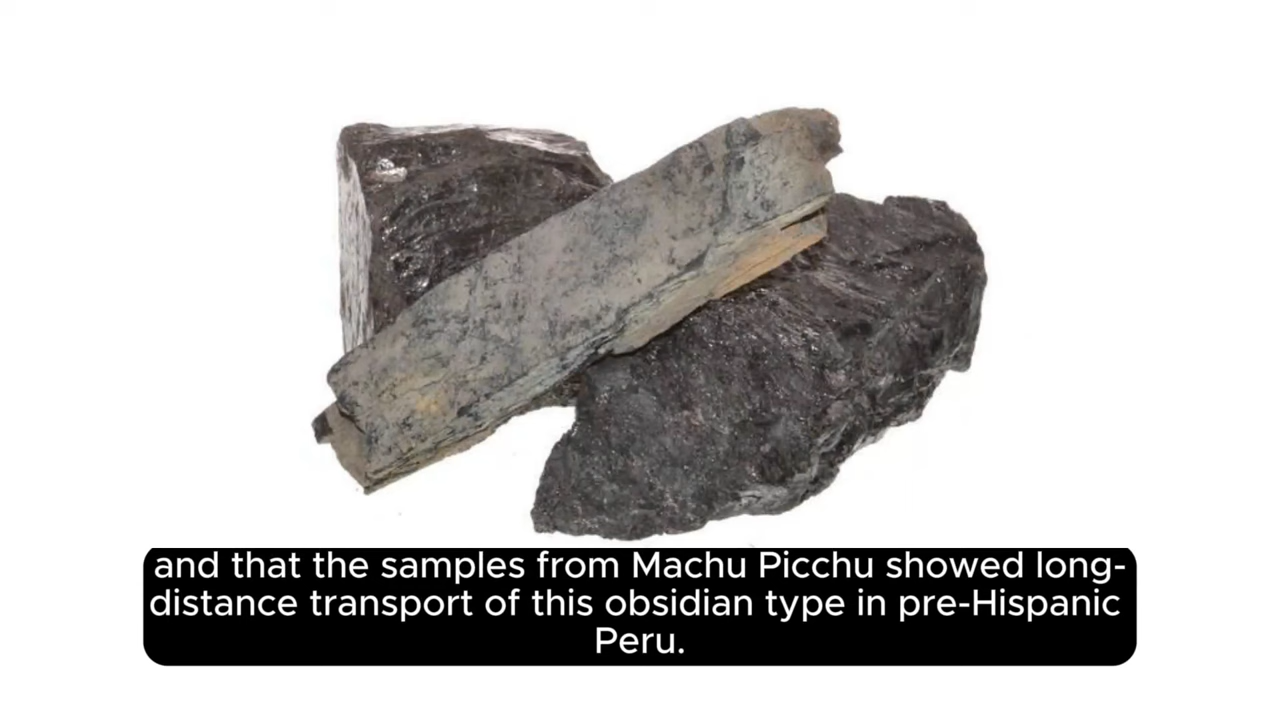 and that the samples from Machu Picchu showed long-
distance transport of this obsidian type in pre-Hispanic
Peru.